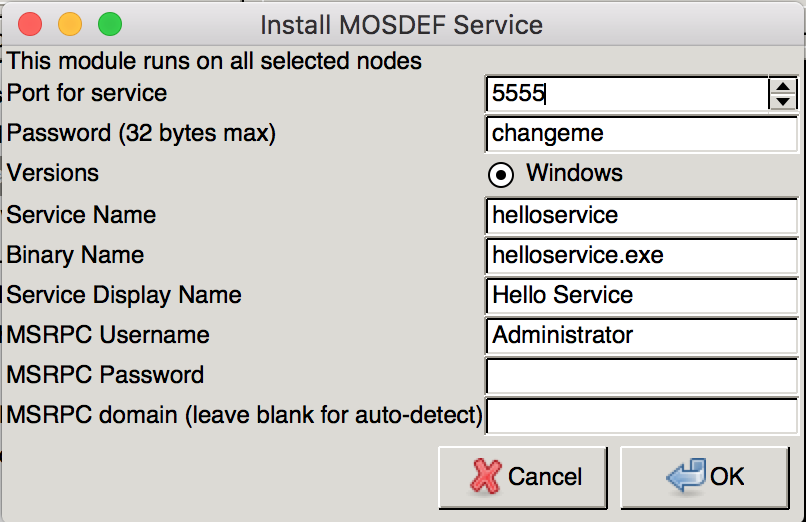 Install MOSDEF Service
This module runs on all selected nodes
Port for service 5555
Password (32 bytes max) changeme
Versions Windows
Service Name helloservice
Binary Name helloservice.exe
Service Display Name Hello Service
MSRPC Username Administrator
MSRPC Password
MSRPC domain (leave blank for auto-detect)
Cancel OK